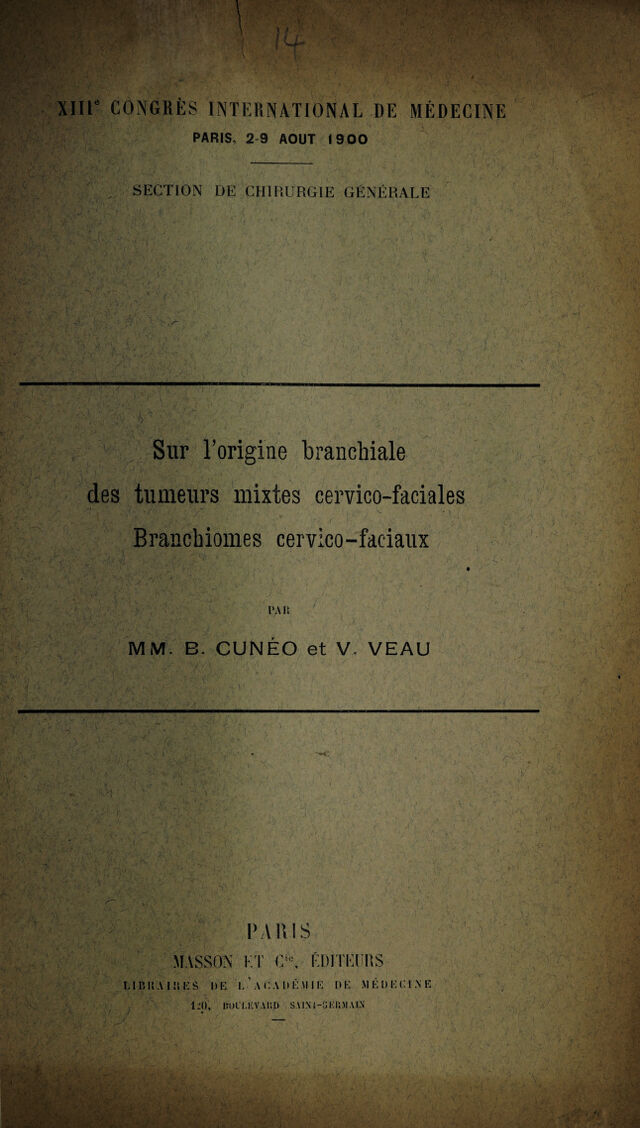 14
XIIIe CONGRÈS INTERNATIONAL DE MÉDECINE
PARIS, 2-9 AOUT 1900
SECTION DE CHIRURGIE GÉNÉRALE
Sur l'origine branchiale
des tumeurs mixtes cervico-faciales
Branchiomes cervico-faciaux
PAR
MM. B. CUNÉO et V. VEAU
PARIS
MASSON ET Cie, ÉDITEURS
LIBRAIRES DE L'ACADÉMIE DE MÉDECINE
120, BOULEVARD SAINT-GERMAIN